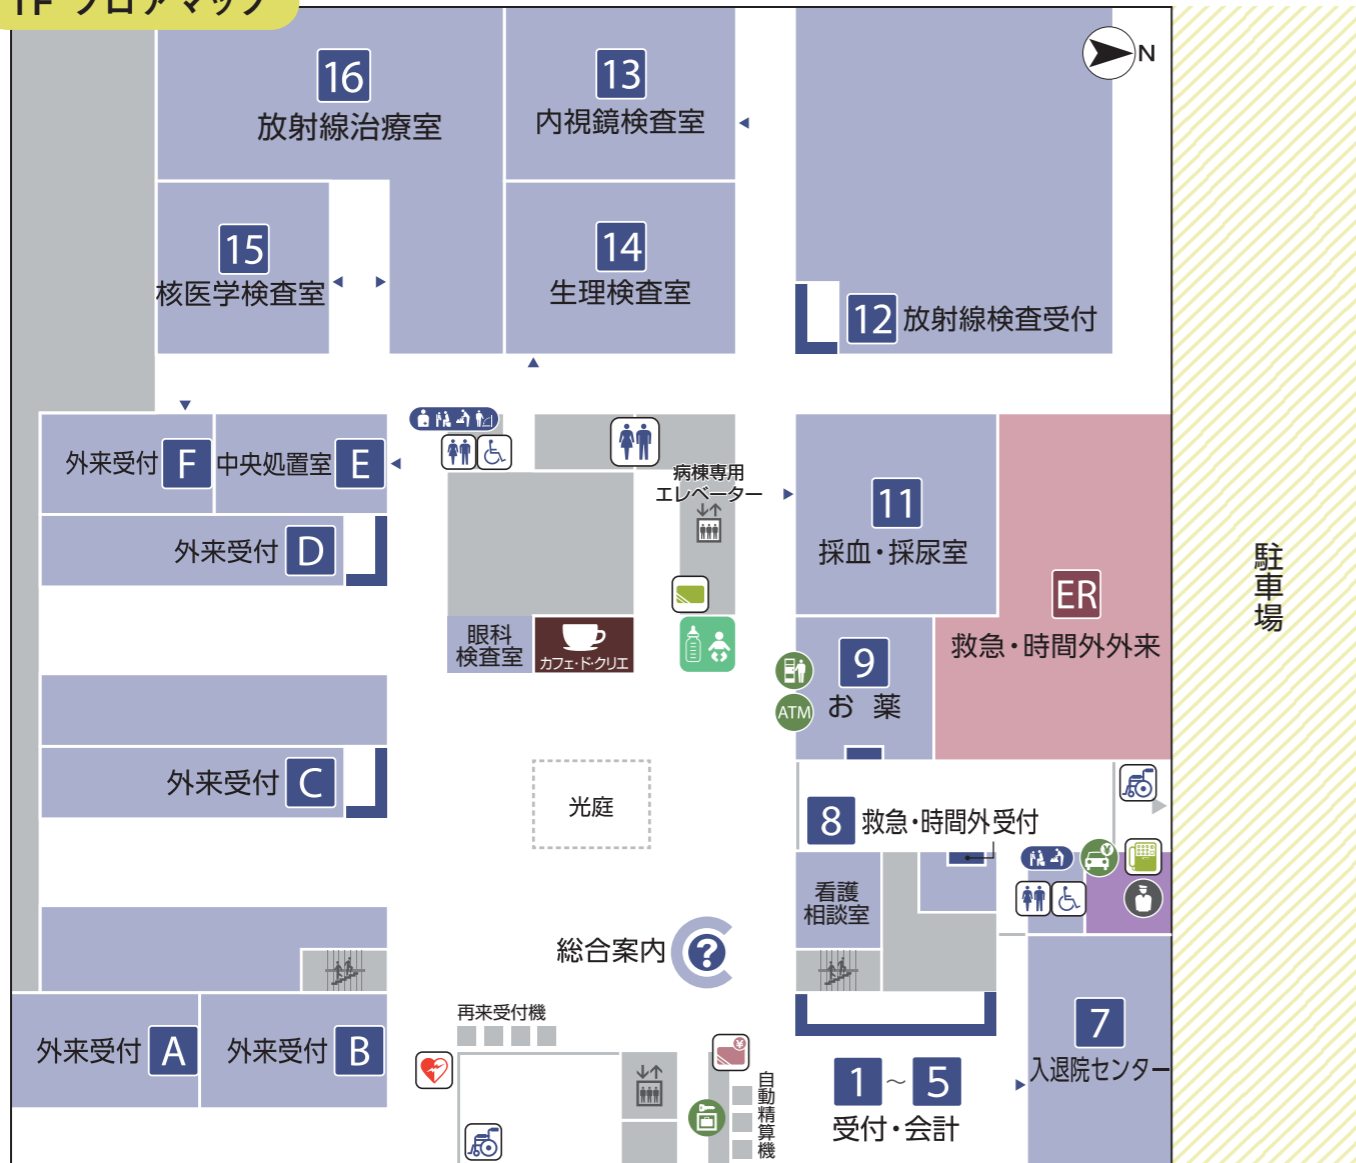 1F フロアマップ
N
16
放射線治療室
13
内視鏡検査室
15
核医学検査室
14
生理検査室
12 放射線検査受付
外来受付 F
中央処置室 E
病棟専用
エレベーター
11
採血・採尿室
外来受付 D
ER
救急・時間外外来
駐車場
眼科
検査室
カフェ・ド・クリエ
9
お 薬
ATM
外来受付 C
光庭
8 救急・時間外受付
看護
相談室
総合案内
?
再来受付機
外来受付 A
外来受付 B
自動精算機
1 ～ 5
受付・会計
7
入退院センター